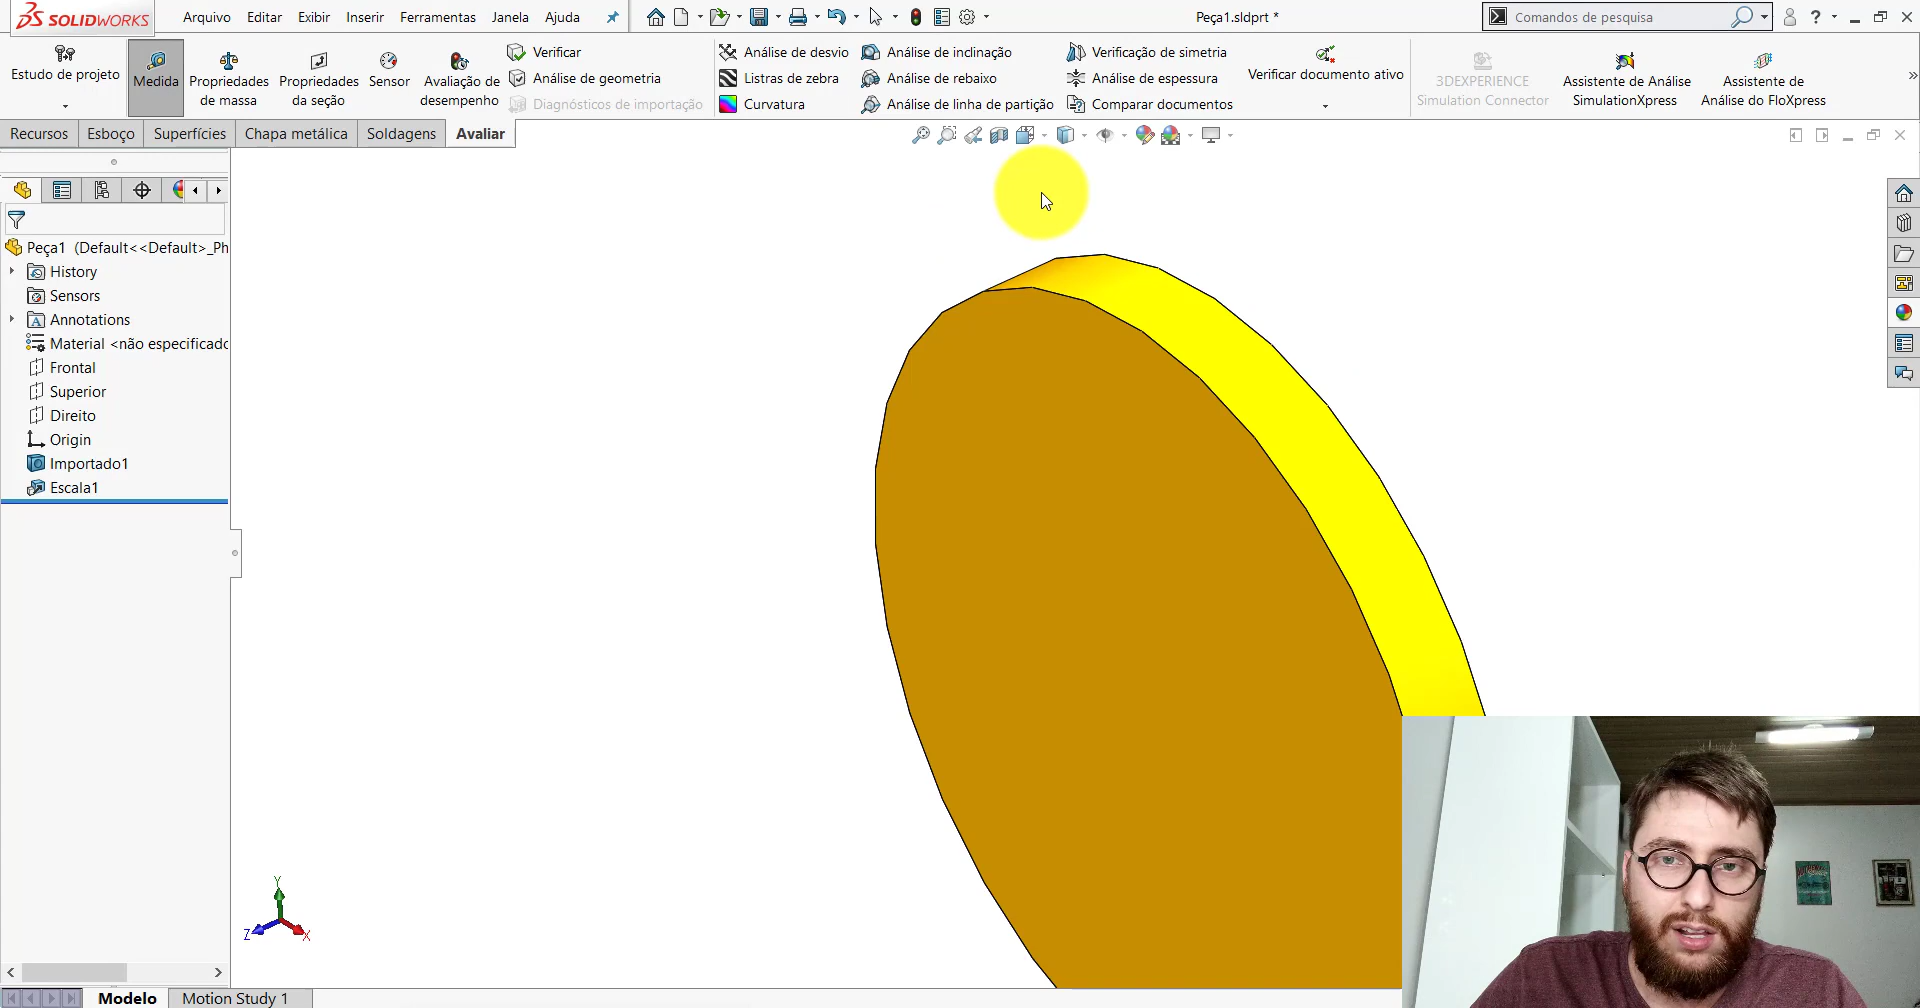 SOLIDWORKS Arquivo Editar Exibir Inserir Ferramentas Janela Ajuda Peça1.sldprt * Comandos de pesquisa ?
Estudo de projeto
Medida
Propriedades de massa
Propriedades da seção
Sensor
Avaliação de desempenho
Verificar
Análise de geometria
Diagnósticos de importação
Análise de desvio
Listras de zebra
Curvatura
Análise de inclinação
Análise de rebaixo
Análise de linha de partição
Verificação de simetria
Análise de espessura
Comparar documentos
Verificar documento ativo
3DEXPERIENCE
Simulation Connector
Assistente de Análise
SimulationXpress
Assistente de
Análise do FloXpress
Recursos Esboço Superfícies Chapa metálica Soldagens Avaliar
Peça1 (Default<<Default>_Ph
History
Sensors
Annotations
Material <não especificado
Frontal
Superior
Direito
Origin
Importado1
Escala1
Y
Z X
Modelo Motion Study 1